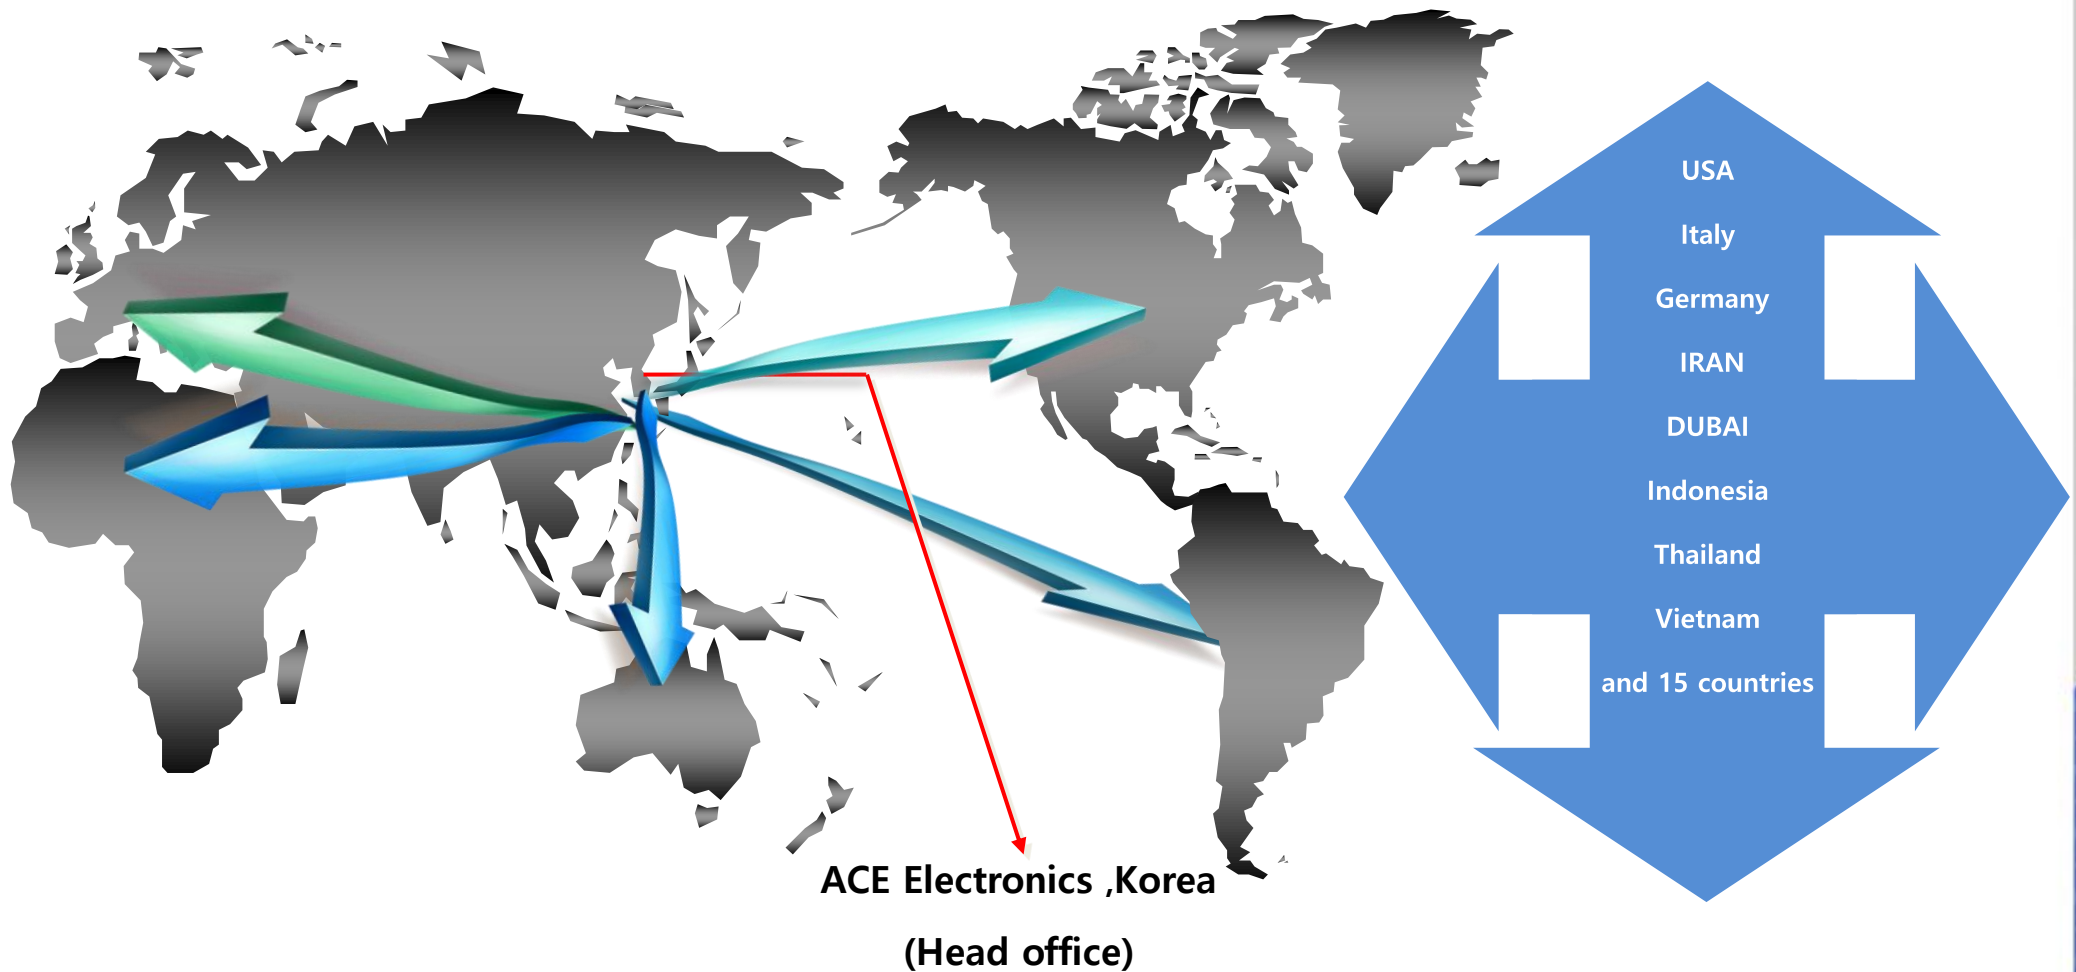 USA
Italy
Germany
IRAN
DUBAI
Indonesia
Thailand
Vietnam
and 15 countries
ACE Electronics ,Korea
(Head office)